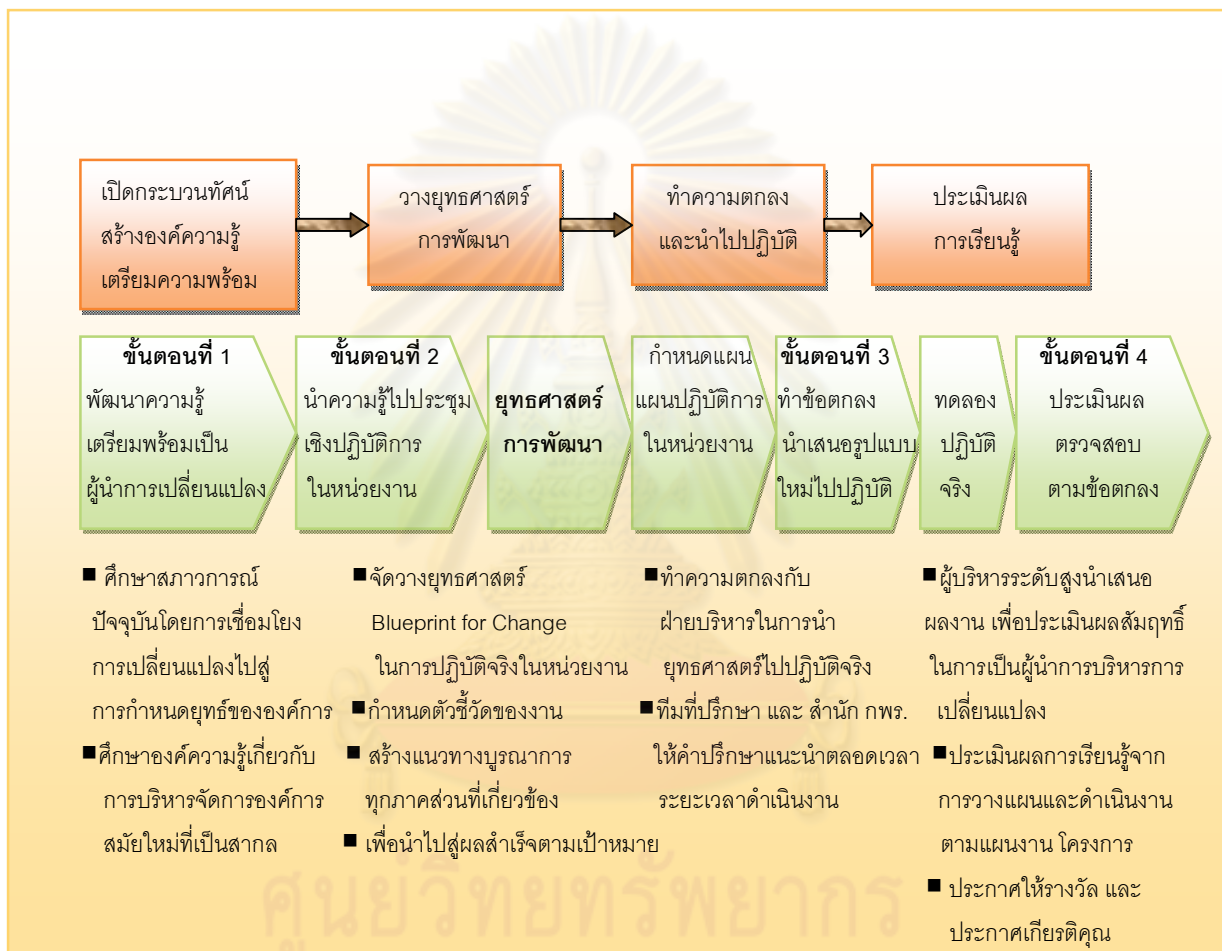 เปิดกระบวนทัศน์
สร้างองค์ความรู้
เตรียมความพร้อม
วางยุทธศาสตร์
การพัฒนา
ทำความตกลง
และนำไปปฏิบัติ
ประเมินผล
การเรียนรู้
ขั้นตอนที่ 1
พัฒนาความรู้
เตรียมพร้อมเป็น
ผู้นำการเปลี่ยนแปลง
ขั้นตอนที่ 2
นำความรู้ไปประชุม
เชิงปฏิบัติการ
ในหน่วยงาน
ยุทธศาสตร์
การพัฒนา
กำหนดแผน
แผนปฏิบัติการ
ในหน่วยงาน
ขั้นตอนที่ 3
ทำข้อตกลง
นำเสนอรูปแบบ
ใหม่ไปปฏิบัติ
ทดลอง
ปฏิบัติ
จริง
ขั้นตอนที่ 4
ประเมินผล
ตรวจสอบ
ตามข้อตกลง
■ ศึกษาสภาวการณ์
ปัจจุบันโดยการเชื่อมโยง
การเปลี่ยนแปลงไปสู่
การกำหนดยุทธ์ขององค์การ
■ ศึกษาองค์ความรู้เกี่ยวกับ
การบริหารจัดการองค์การ
สมัยใหม่ที่เป็นสากล
■ จัดวางยุทธศาสตร์
Blueprint for Change
ในการปฏิบัติจริงในหน่วยงาน
■ กำหนดตัวชี้วัดของงาน
■ สร้างแนวทางบูรณาการ
ทุกภาคส่วนที่เกี่ยวข้อง
■ เพื่อนำไปสู่ผลสำเร็จตามเป้าหมาย
■ ทำความตกลงกับ
ฝ่ายบริหารในการนำ
ยุทธศาสตร์ไปปฏิบัติจริง
■ ทีมที่ปรึกษา และ สำนัก กพร.
ให้คำปรึกษาแนะนำตลอดเวลา
ระยะเวลาดำเนินงาน
■ ผู้บริหารระดับสูงนำเสนอ
ผลงาน เพื่อประเมินผลสัมฤทธิ์
ในการเป็นผู้นำการบริหารการ
เปลี่ยนแปลง
■ ประเมินผลการเรียนรู้จาก
การวางแผนและดำเนินงาน
ตามแผนงาน โครงการ
■ ประกาศให้รางวัล และ
ประกาศเกียรติคุณ
ศูนย์วิทยทรัพยากร